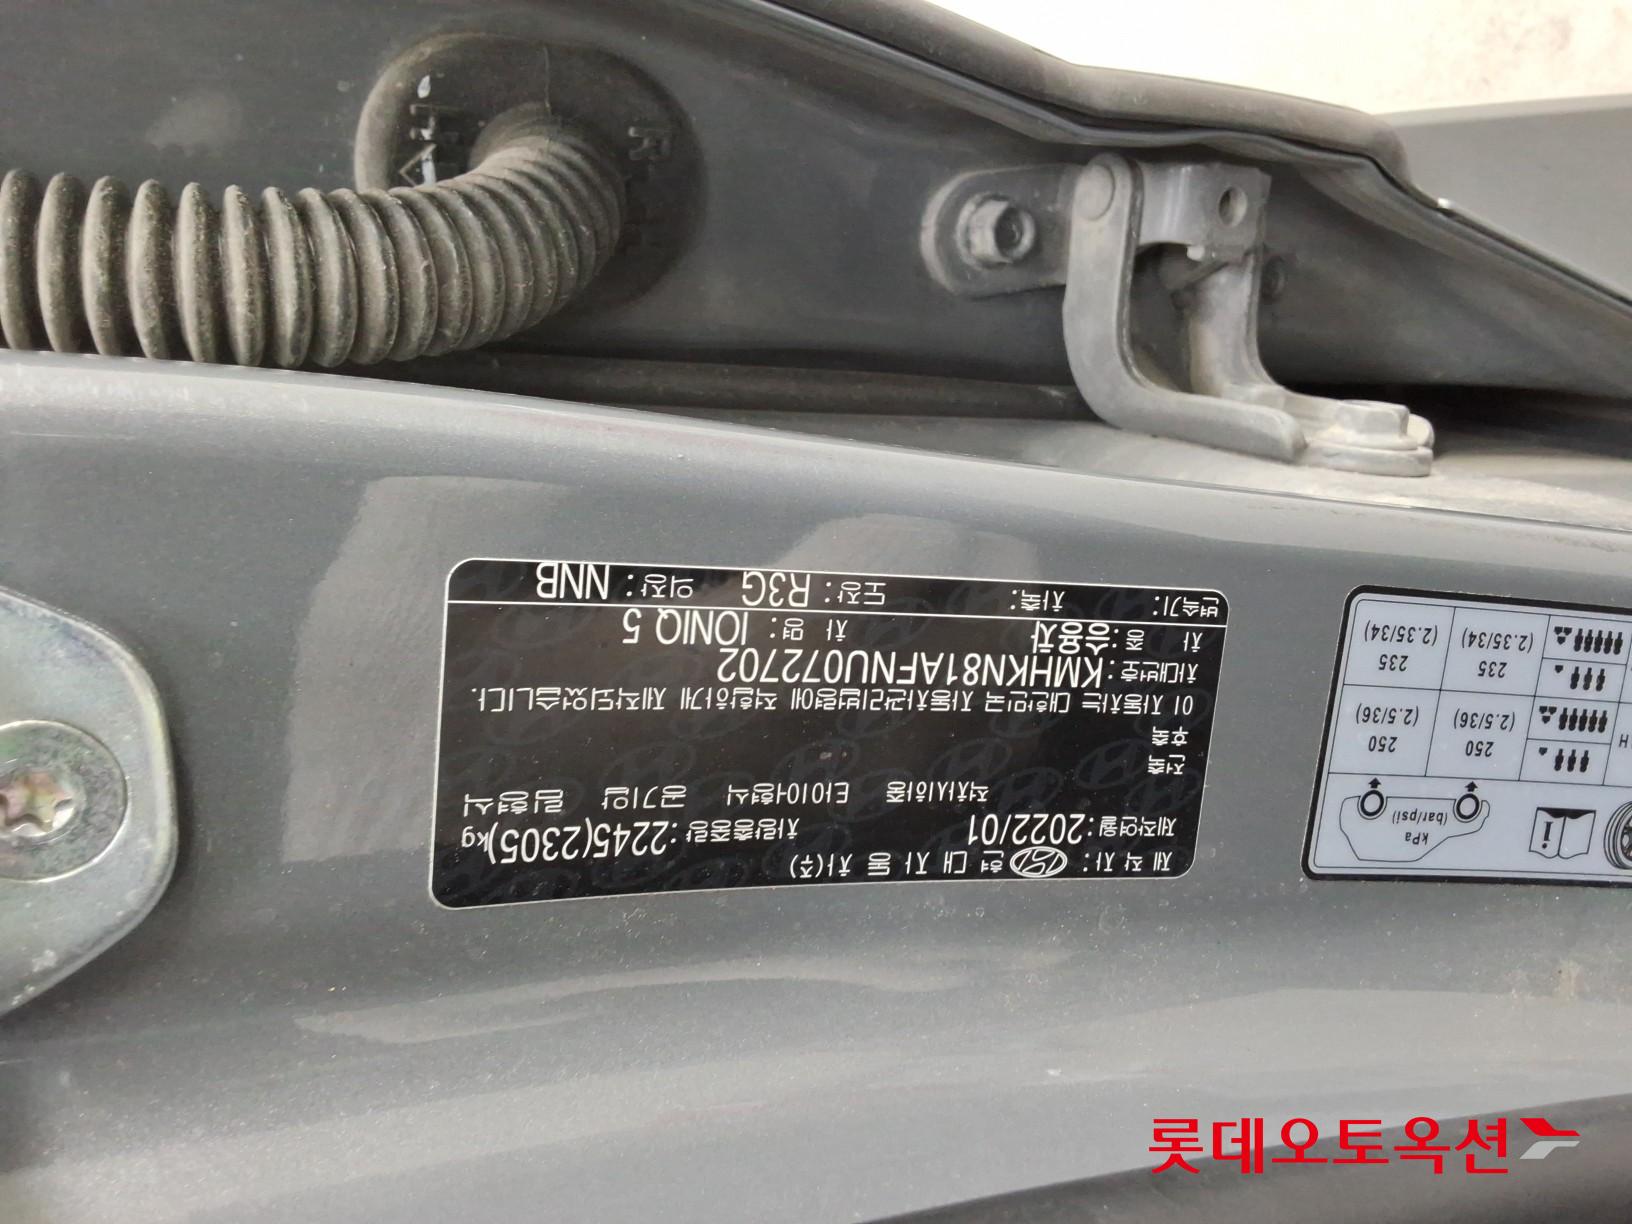 제 작 자: 현 대 자 동 차(주)
제작연월:2022/01 차량총중량:2245(2305)kg
적차시하중 타이어형식 공기압 림형식
전축
후축
이 자동차는 대한민국 자동차관리법령에 적합하게 제작되었습니다.
차대번호:KMHKN81AFNU072702
차 종:승용차 차 명: IONIQ 5
변속기: 차축: 도장: R3G 외장: NNB
kPa
(bar/psi)
250
(2.5/36)
250
(2.5/36)
235
(2.35/34)
235
(2.35/34)
롯데오토옥션